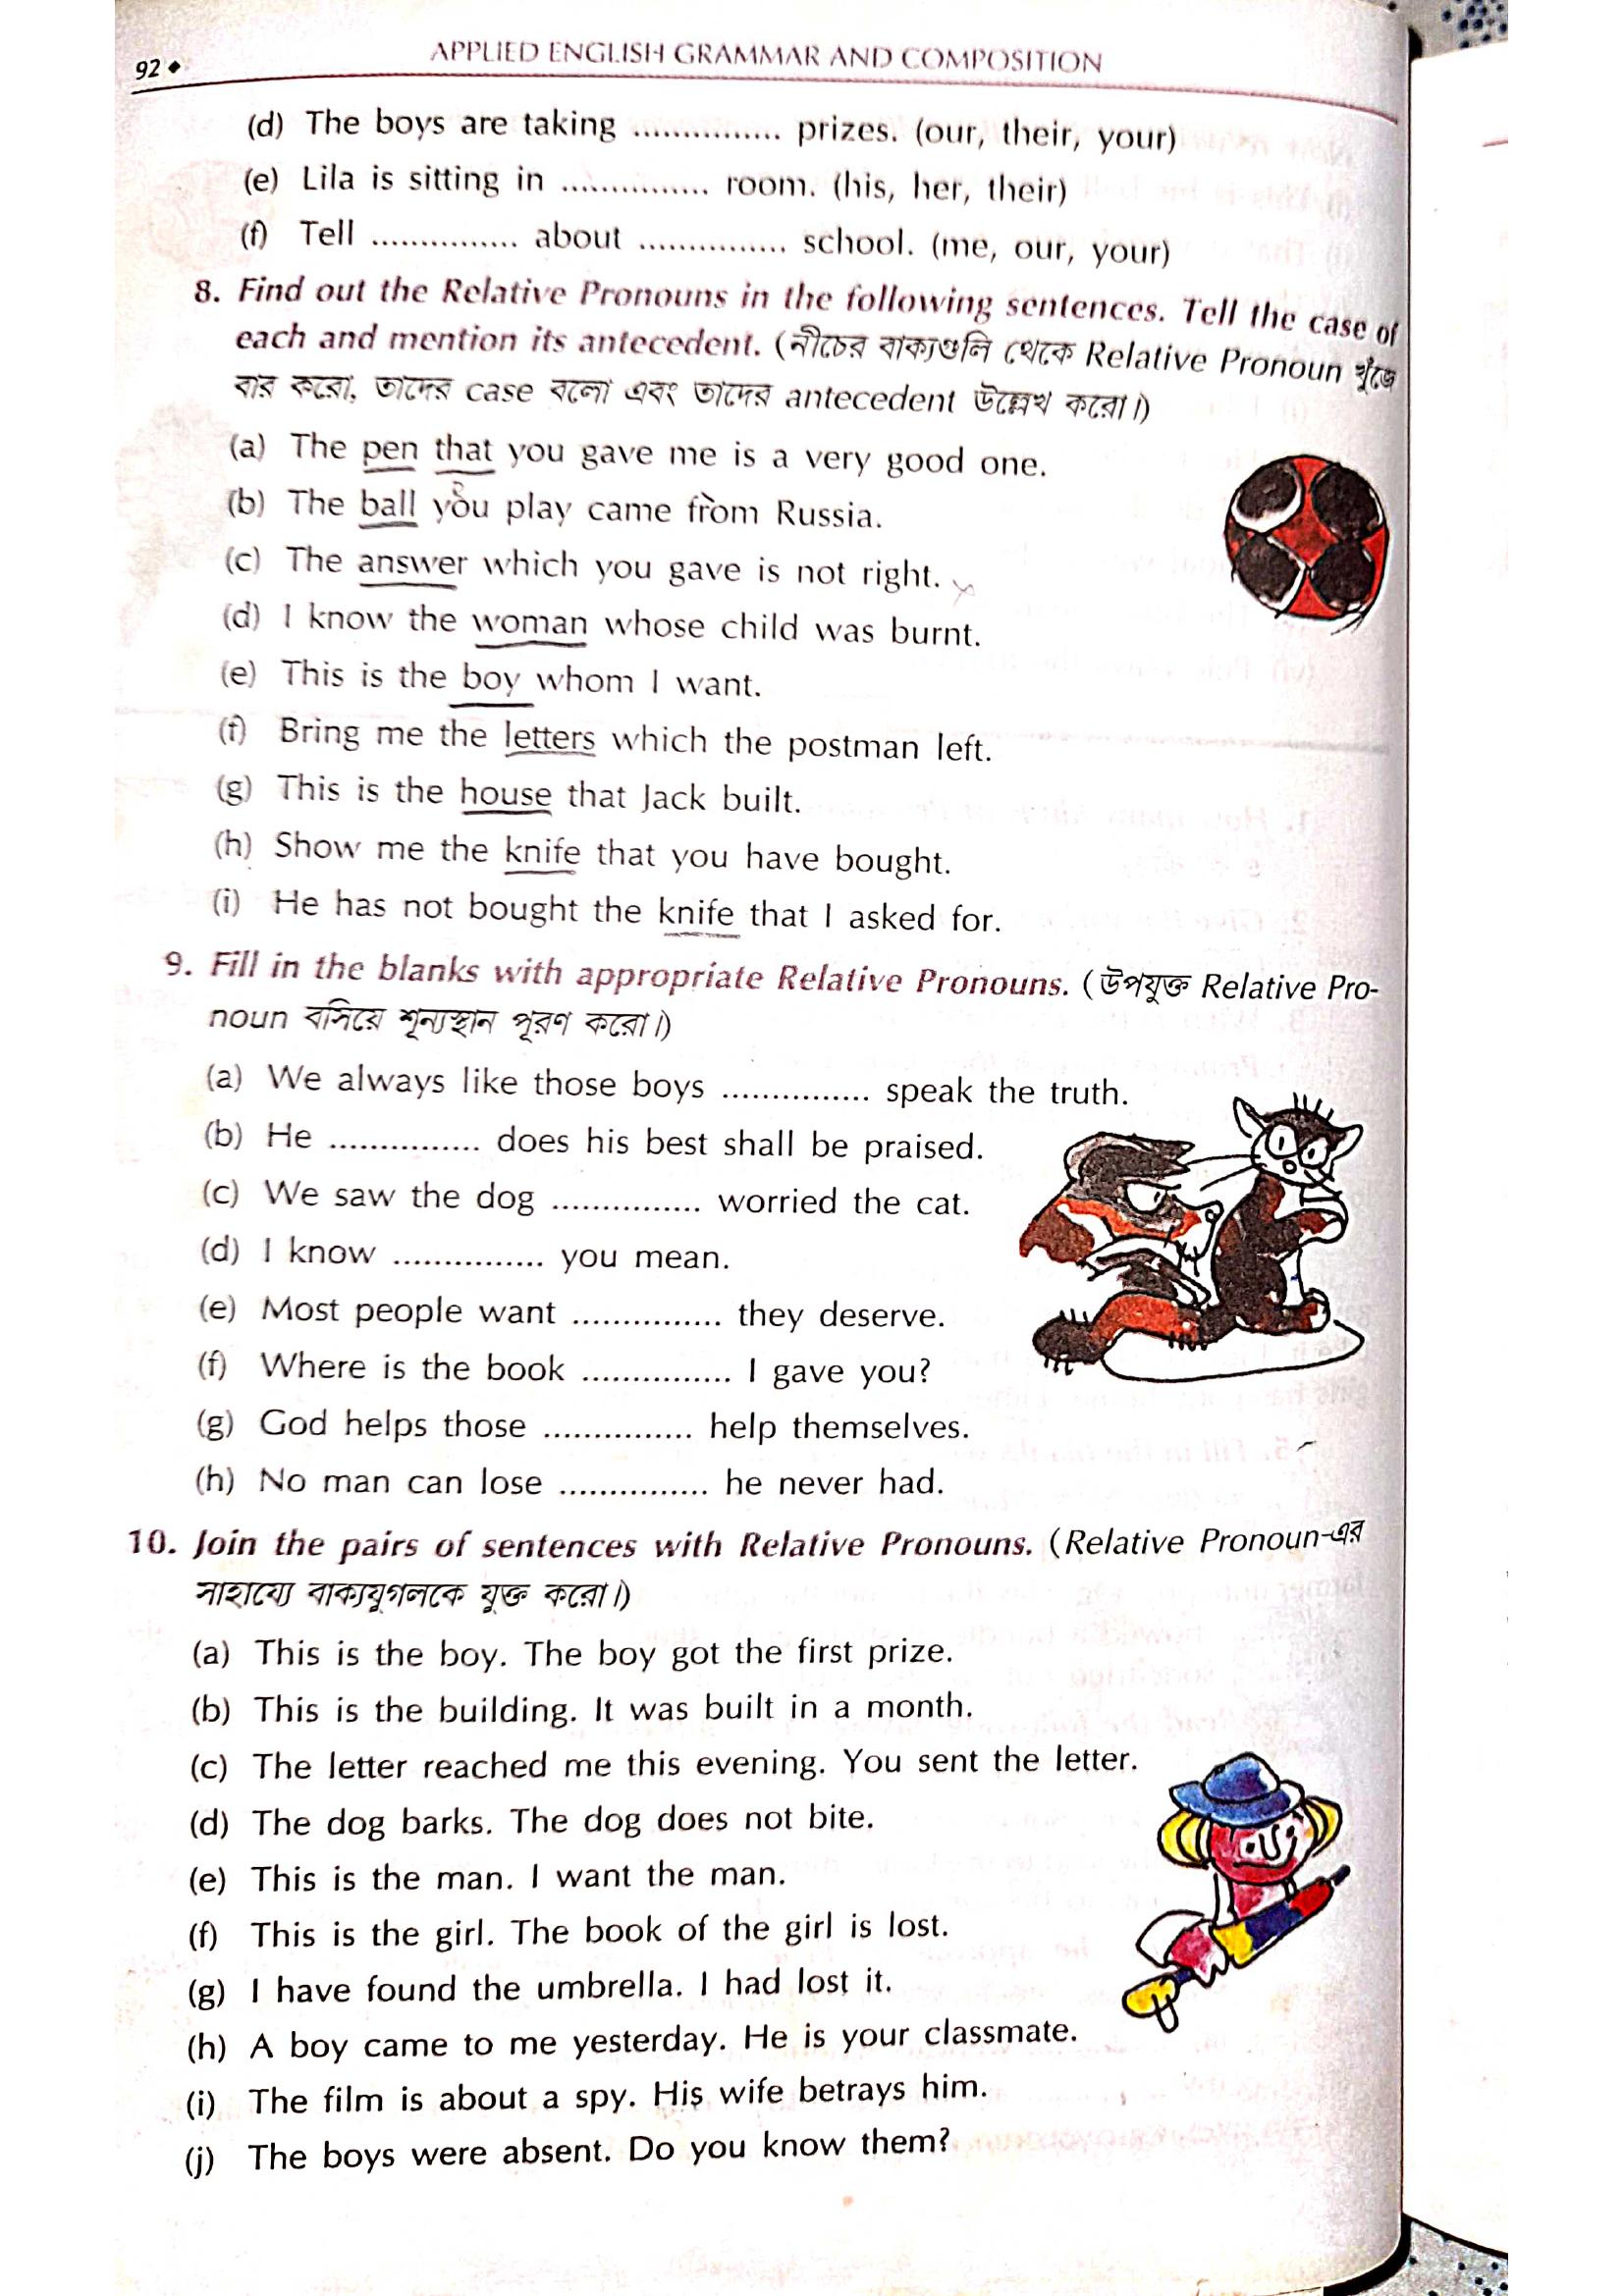 92 ◆
APPLIED ENGLISH GRAMMAR AND COMPOSITION
(d) The boys are taking ............... prizes. (our, their, your)
(e) Lila is sitting in ............... room. (his, her, their)
(f) Tell ............... about ............... school. (me, our, your)
8. Find out the Relative Pronouns in the following sentences. Tell the case of
each and mention its antecedent. (নীচের বাক্যগুলি থেকে Relative Pronoun খুঁজে
বার করো, তাদের case বলো এবং তাদের antecedent উল্লেখ করো।)
(a) The pen that you gave me is a very good one.
(b) The ball you play came from Russia.
(c) The answer which you gave is not right.
(d) I know the woman whose child was burnt.
(e) This is the boy whom I want.
(f) Bring me the letters which the postman left.
(g) This is the house that Jack built.
(h) Show me the knife that you have bought.
(i) He has not bought the knife that I asked for.
9. Fill in the blanks with appropriate Relative Pronouns. (উপযুক্ত Relative Pro-
noun বসিয়ে শূন্যস্থান পূরণ করো।)
(a) We always like those boys ............... speak the truth.
(b) He ............... does his best shall be praised.
(c) We saw the dog ............... worried the cat.
(d) I know ............... you mean.
(e) Most people want ............... they deserve.
(f) Where is the book ............... I gave you?
(g) God helps those ............... help themselves.
(h) No man can lose ............... he never had.
10. Join the pairs of sentences with Relative Pronouns. (Relative Pronoun-এর
সাহায্যে বাক্যযুগলকে যুক্ত করো।)
(a) This is the boy. The boy got the first prize.
(b) This is the building. It was built in a month.
(c) The letter reached me this evening. You sent the letter.
(d) The dog barks. The dog does not bite.
(e) This is the man. I want the man.
(f) This is the girl. The book of the girl is lost.
(g) I have found the umbrella. I had lost it.
(h) A boy came to me yesterday. He is your classmate.
(i) The film is about a spy. His wife betrays him.
(j) The boys were absent. Do you know them?